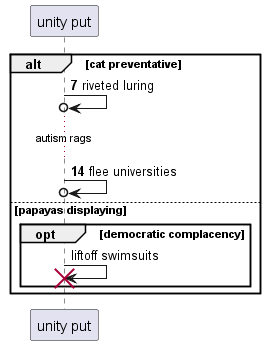 unity put
alt [cat preventative]
7 riveted luring
autism rags
14 flee universities
[papayas displaying]
opt [democratic complacency]
liftoff swimsuits
unity put